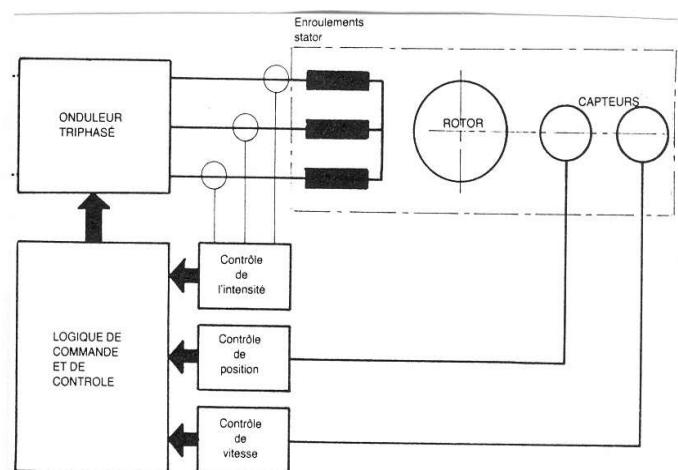 Enroulements
stator
ONDULEUR
TRIPHASÉ
ROTOR
CAPTEURS
Contrôle
de
l'intensité
LOGIQUE DE
COMMANDE
ET DE
CONTROLE
Contrôle
de
position
Contrôle
de
vitesse